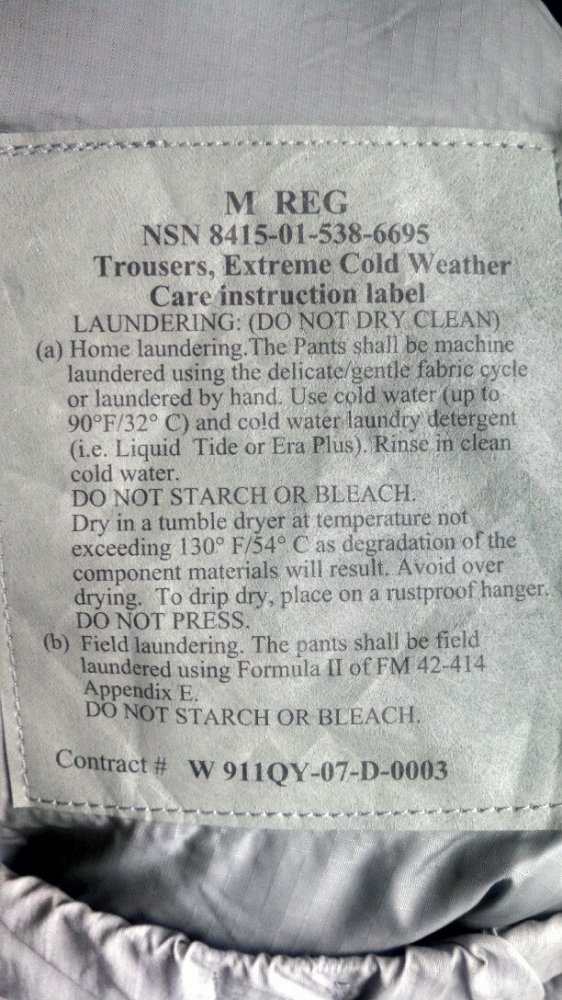 M REG
NSN 8415-01-538-6695
Trousers, Extreme Cold Weather
Care instruction label
LAUNDERING: (DO NOT DRY CLEAN)
(a) Home laundering.The Pants shall be machine
laundered using the delicate/gentle fabric cycle
or laundered by hand. Use cold water (up to
90°F/32° C) and cold water laundry detergent
(i.e. Liquid Tide or Era Plus). Rinse in clean
cold water.
DO NOT STARCH OR BLEACH.
Dry in a tumble dryer at temperature not
exceeding 130° F/54° C as degradation of the
component materials will result. Avoid over
drying. To drip dry, place on a rustproof hanger.
DO NOT PRESS.
(b) Field laundering. The pants shall be field
laundered using Formula II of FM 42-414
Appendix E.
DO NOT STARCH OR BLEACH.
Contract # W 911QY-07-D-0003